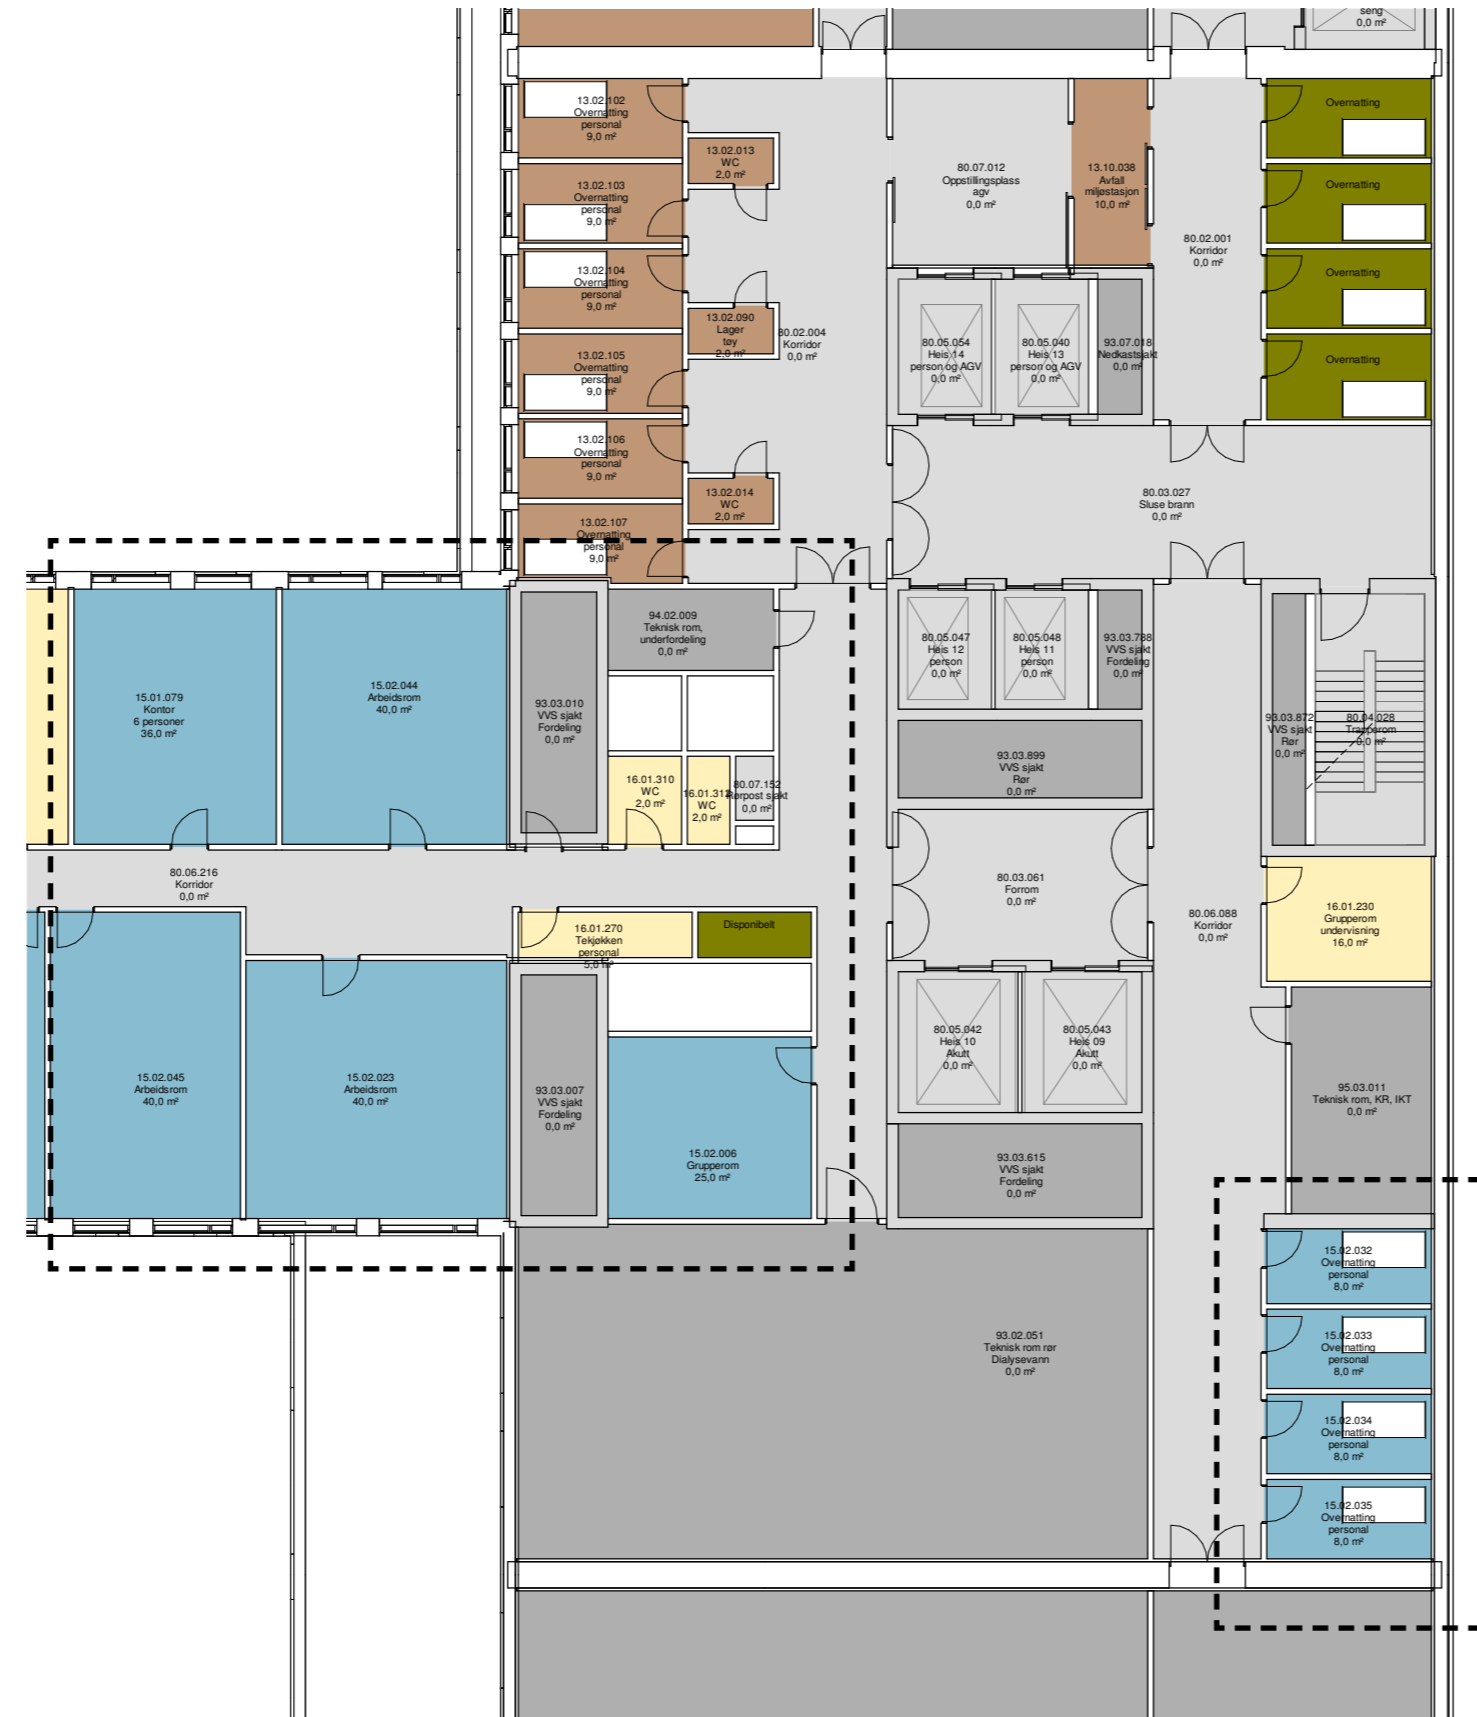 seng
0,0 m²
13.02.102
Overnatting
personal
9,0 m²
13.02.013
WC
2,0 m²
80.07.012
Oppstillingsplass
agv
0,0 m²
13.10.038
Avfall
miljøstasjon
10,0 m²
Overnatting
13.02.103
Overnatting
personal
9,0 m²
Overnatting
80.02.001
Korridor
0,0 m²
13.02.104
Overnatting
personal
9,0 m²
Overnatting
13.02.090
Lager
tøy
2,0 m²
80.02.004
Korridor
0,0 m²
80.05.054
Heis 14
person og AGV
0,0 m²
80.05.040
Heis 13
person og AGV
0,0 m²
93.07.018
Nedkastsjakt
0,0 m²
Overnatting
13.02.105
Overnatting
personal
9,0 m²
13.02.106
Overnatting
personal
9,0 m²
13.02.014
WC
2,0 m²
80.03.027
Sluse brann
0,0 m²
13.02.107
Overnatting
personal
9,0 m²
94.02.009
Teknisk rom,
underfordeling
0,0 m²
80.05.047
Heis 12
person
0,0 m²
80.05.048
Heis 11
person
0,0 m²
93.03.788
VVS sjakt
Fordeling
0,0 m²
15.01.079
Kontor
6 personer
36,0 m²
15.02.044
Arbeidsrom
40,0 m²
93.03.010
VVS sjakt
Fordeling
0,0 m²
93.03.872
VVS sjakt
Rør
0,0 m²
80.04.028
Trapperom
0,0 m²
93.03.899
VVS sjakt
Rør
0,0 m²
16.01.310
WC
2,0 m²
WC
2,0 m²
80.07.152
Rørpost sjakt
0,0 m²
80.06.216
Korridor
0,0 m²
80.03.061
Forrom
0,0 m²
80.06.088
Korridor
0,0 m²
16.01.230
Grupperom
undervisning
16,0 m²
16.01.270
Tekjøkken
personal
5,0 m²
Disponibelt
15.02.045
Arbeidsrom
40,0 m²
15.02.023
Arbeidsrom
40,0 m²
93.03.007
VVS sjakt
Fordeling
0,0 m²
80.05.042
Heis 10
Akutt
0,0 m²
80.05.043
Heis 09
Akutt
0,0 m²
95.03.011
Teknisk rom, KR, IKT
0,0 m²
15.02.006
Grupperom
25,0 m²
93.03.615
VVS sjakt
Fordeling
0,0 m²
15.02.032
Overnatting
personal
8,0 m²
93.02.051
Teknisk rom rør
Dialysevann
0,0 m²
15.02.033
Overnatting
personal
8,0 m²
15.02.034
Overnatting
personal
8,0 m²
15.02.035
Overnatting
personal
8,0 m²